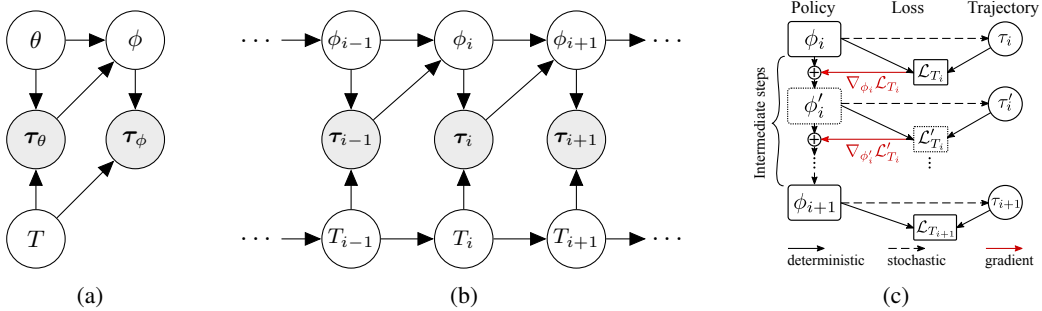 θ ϕ
τ_θ τ_ϕ
T
(a)
··· ϕ_{i−1} ϕ_i ϕ_{i+1} ···
τ_{i−1} τ_i τ_{i+1}
··· T_{i−1} T_i T_{i+1} ···
(b)
Policy Loss Trajectory
ϕ_i τ_i
L_{T_i}
+ ∇_{ϕ_i} L_{T_i}
Intermediate steps
ϕ′_i τ′_i
L′_{T_i}
+ ∇_{ϕ′_i} L′_{T_i}
⋮ ⋮
ϕ_{i+1} τ_{i+1}
L_{T_{i+1}}
deterministic stochastic gradient
(c)